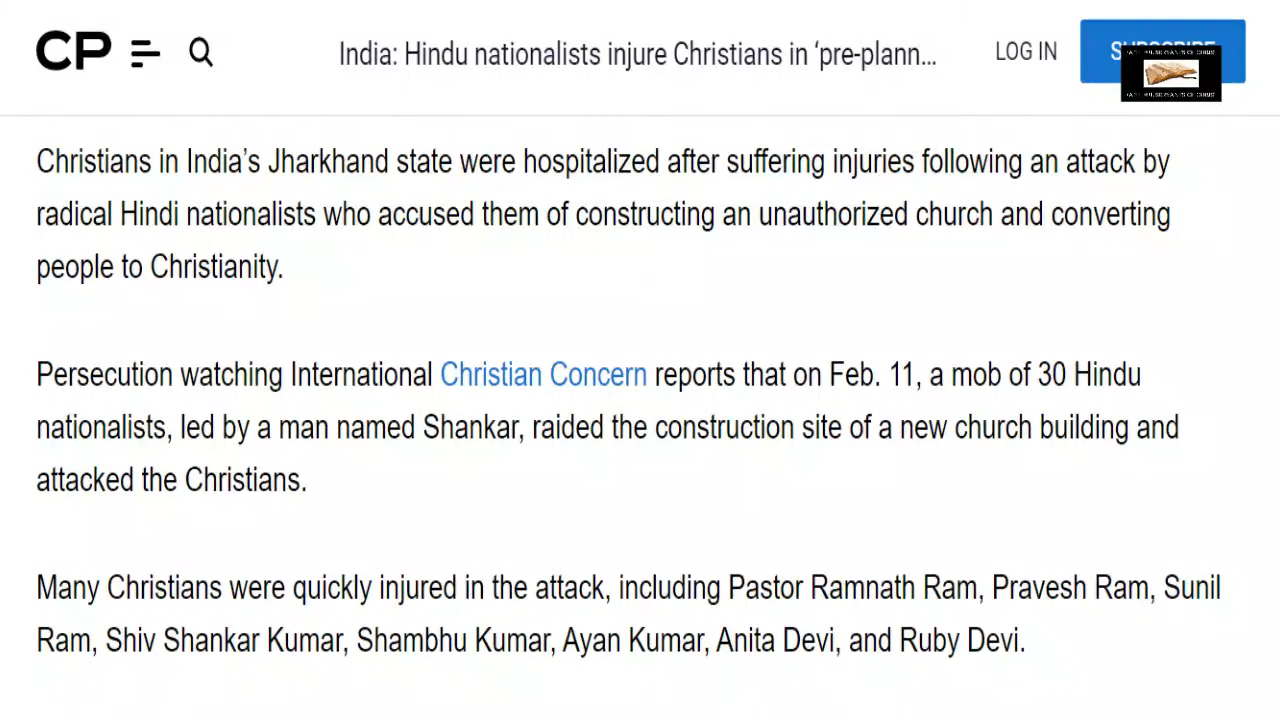 CP
India: Hindu nationalists injure Christians in ‘pre-plann...
LOG IN
Christians in India’s Jharkhand state were hospitalized after suffering injuries following an attack by
radical Hindi nationalists who accused them of constructing an unauthorized church and converting
people to Christianity.
Persecution watching International Christian Concern reports that on Feb. 11, a mob of 30 Hindu
nationalists, led by a man named Shankar, raided the construction site of a new church building and
attacked the Christians.
Many Christians were quickly injured in the attack, including Pastor Ramnath Ram, Pravesh Ram, Sunil
Ram, Shiv Shankar Kumar, Shambhu Kumar, Ayan Kumar, Anita Devi, and Ruby Devi.